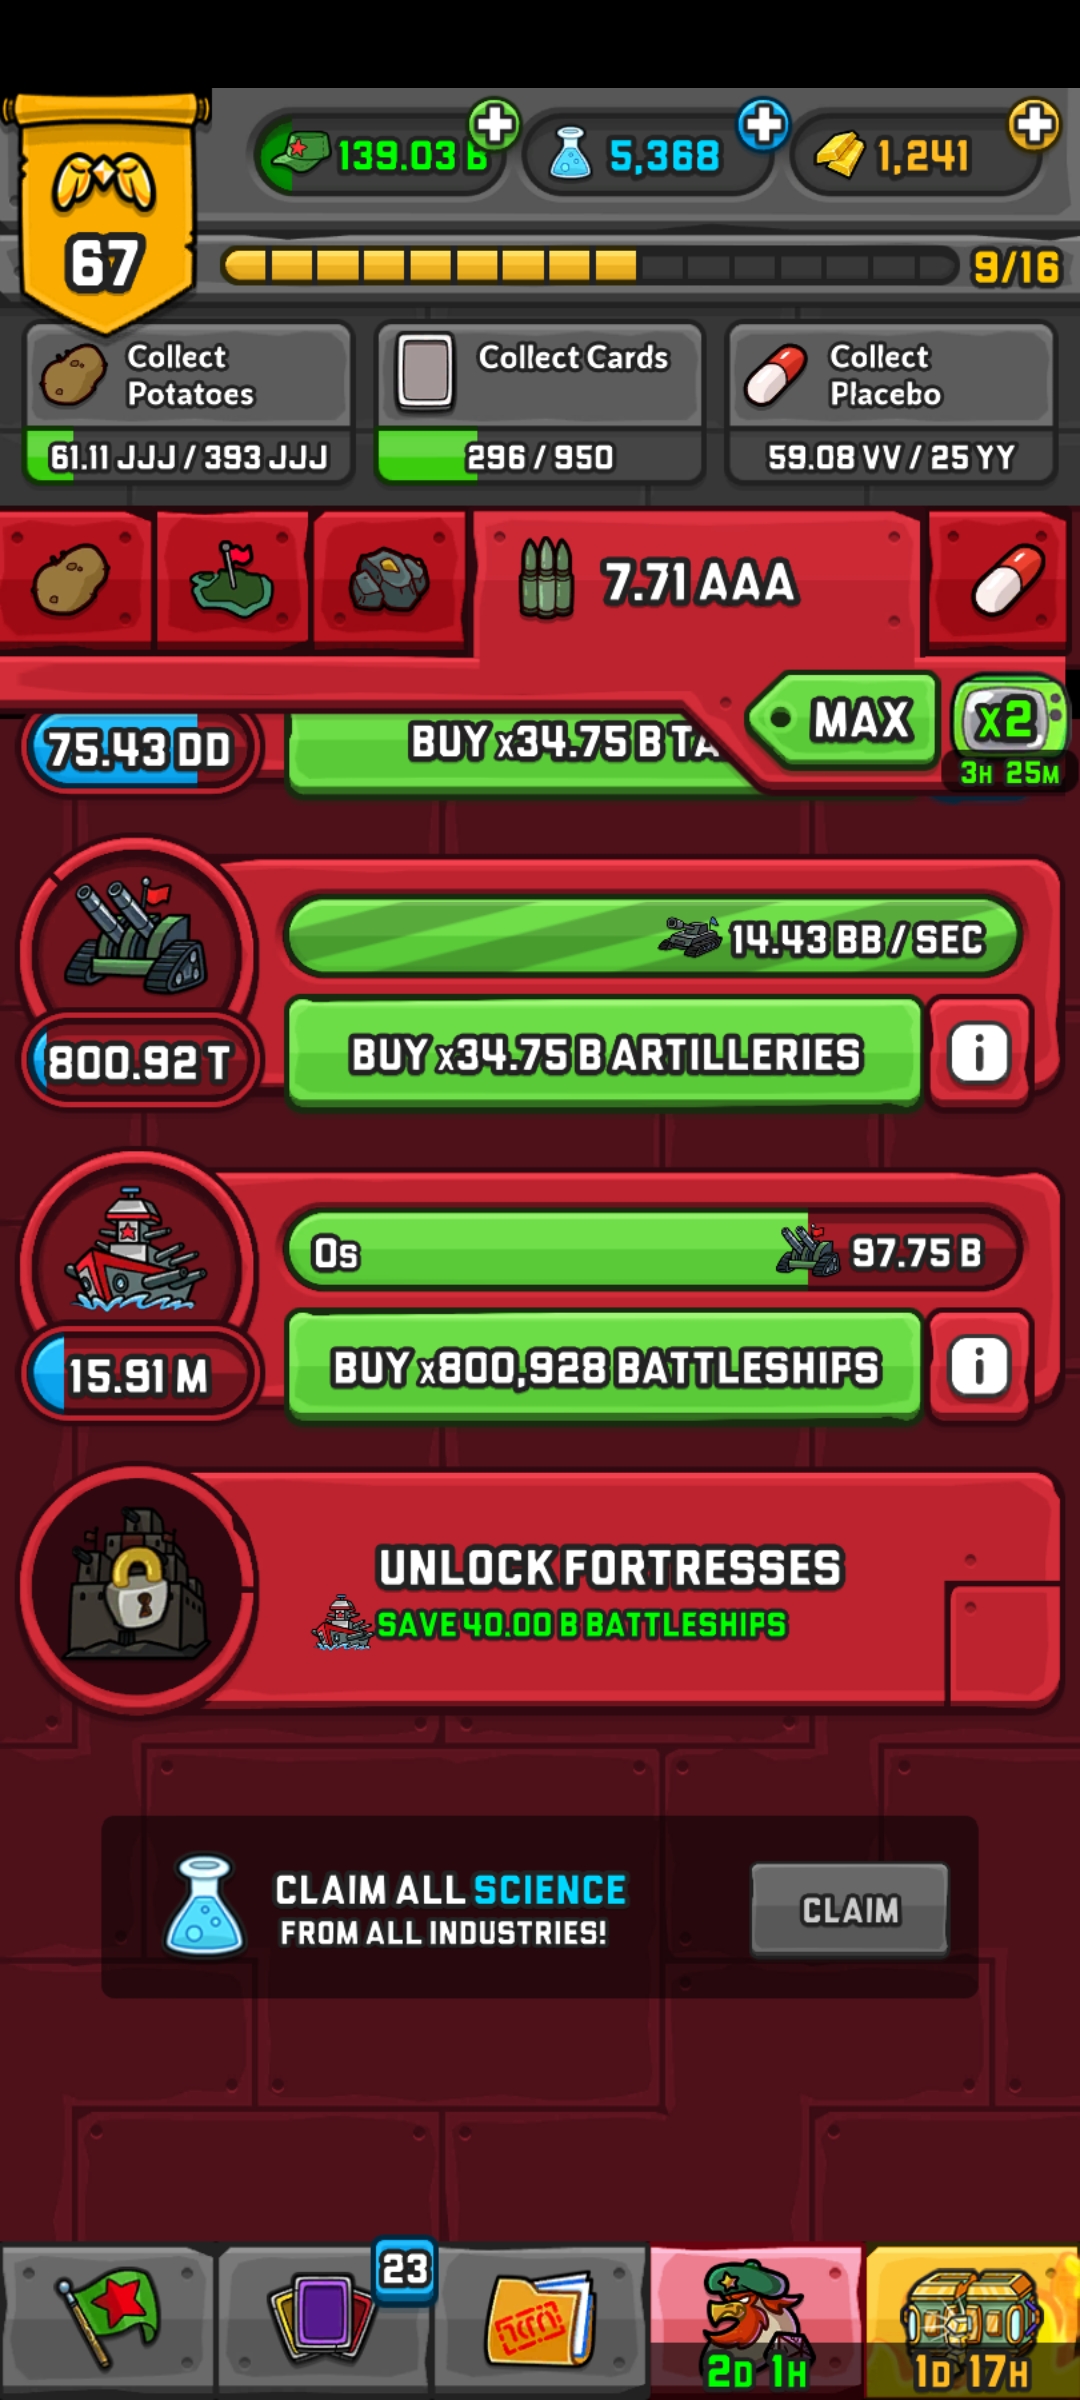 67
139.03 B
5,368
1,241
9/16
Collect Potatoes
61.11 JJJ / 393 JJJ
Collect Cards
296 / 950
Collect Placebo
59.08 VV / 25 YY
7.71 AAA
MAX
x2
3H 25M
75.43 DD
BUY x34.75 B TA
14.43 BB / SEC
800.92 T
BUY x34.75 B ARTILLERIES
i
0s
97.75 B
15.91 M
BUY x800,928 BATTLESHIPS
i
UNLOCK FORTRESSES
SAVE 40.00 B BATTLESHIPS
CLAIM ALL SCIENCE
FROM ALL INDUSTRIES!
CLAIM
23
2D 1H
1D 17H